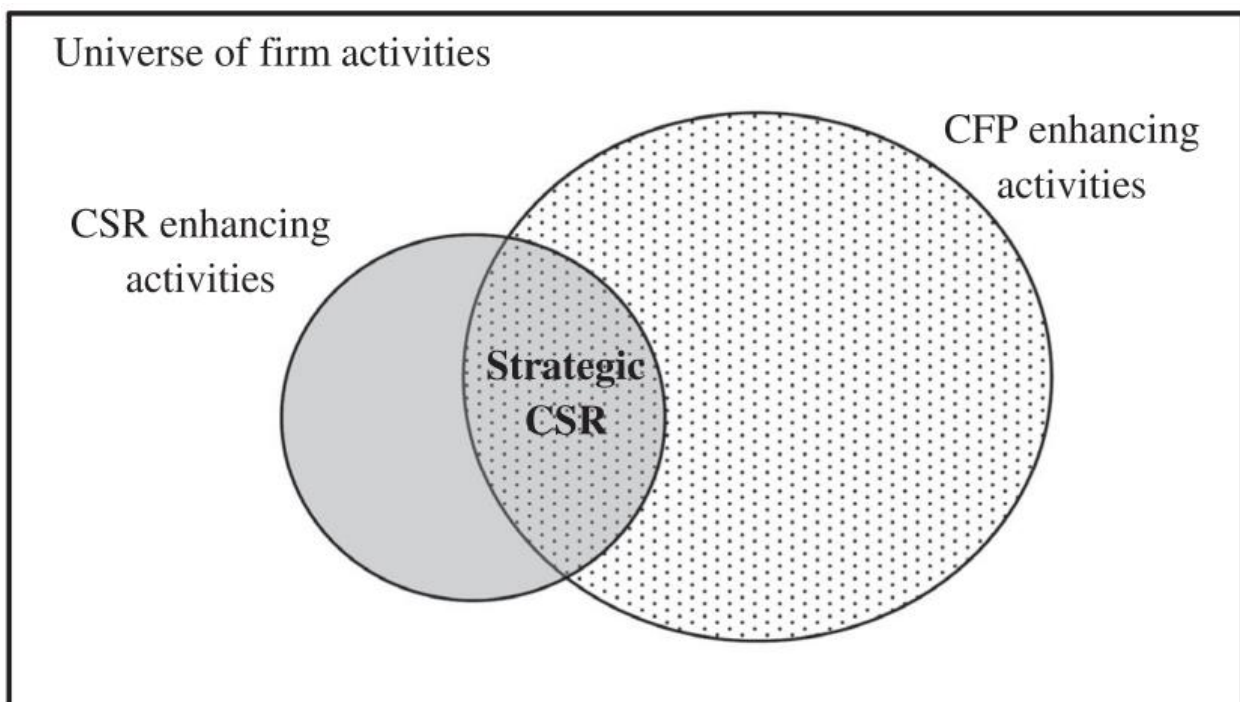 Universe of firm activities
CFP enhancing
activities
CSR enhancing
activities
Strategic
CSR